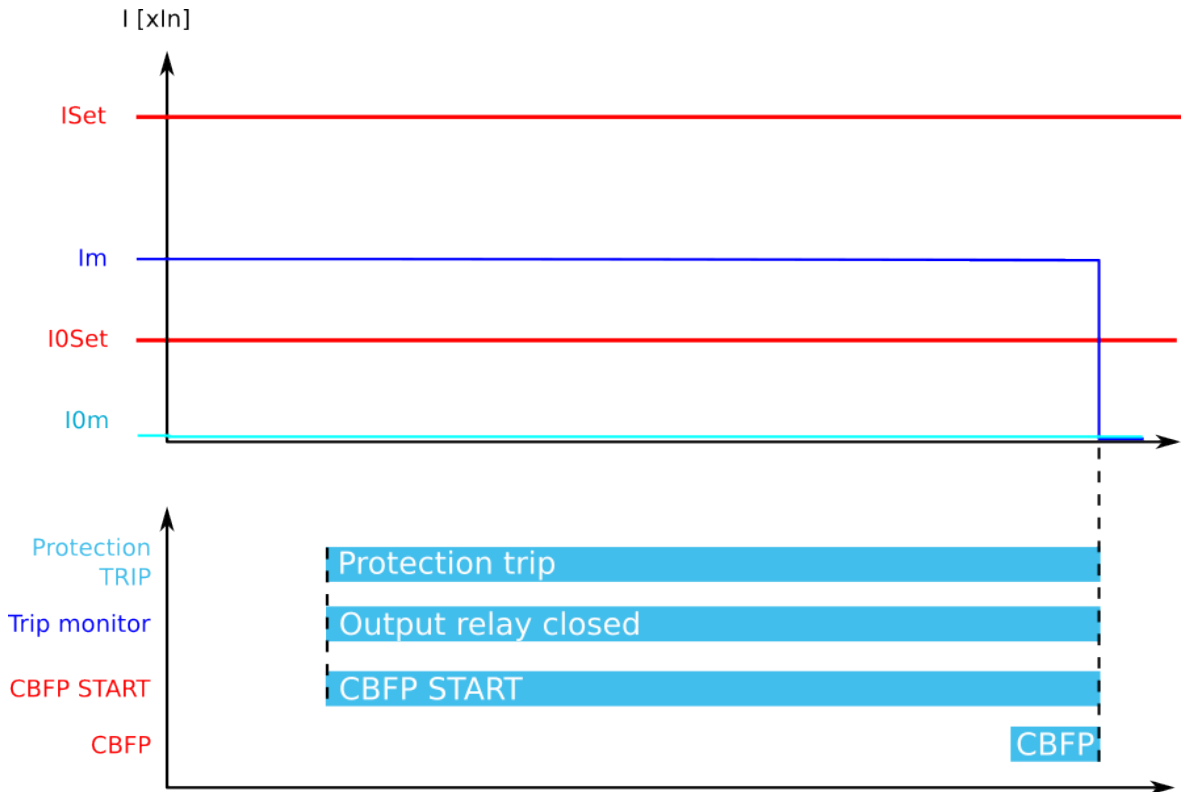 I [xIn]
ISet
Im
I0Set
I0m
Protection
TRIP
Protection trip
Trip monitor
Output relay closed
CBFP START
CBFP START
CBFP
CBFP